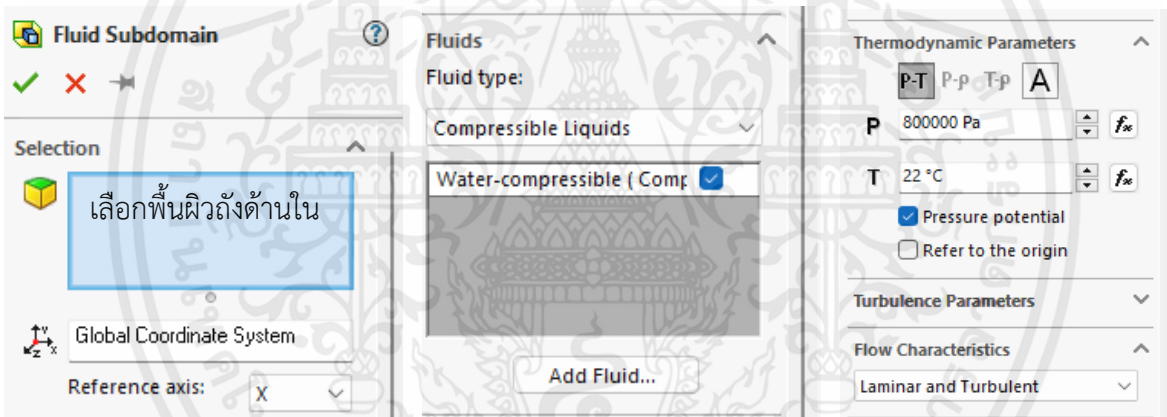 Fluid Subdomain
Selection
เลือกพื้นผิวถังด้านใน
Global Coordinate System
Reference axis: X
Fluids
Fluid type:
Compressible Liquids
Water-compressible ( Comp
Add Fluid...
Thermodynamic Parameters
P-T P-ρ T-ρ A
P 800000 Pa
T 22 °C
Pressure potential
Refer to the origin
Turbulence Parameters
Flow Characteristics
Laminar and Turbulent